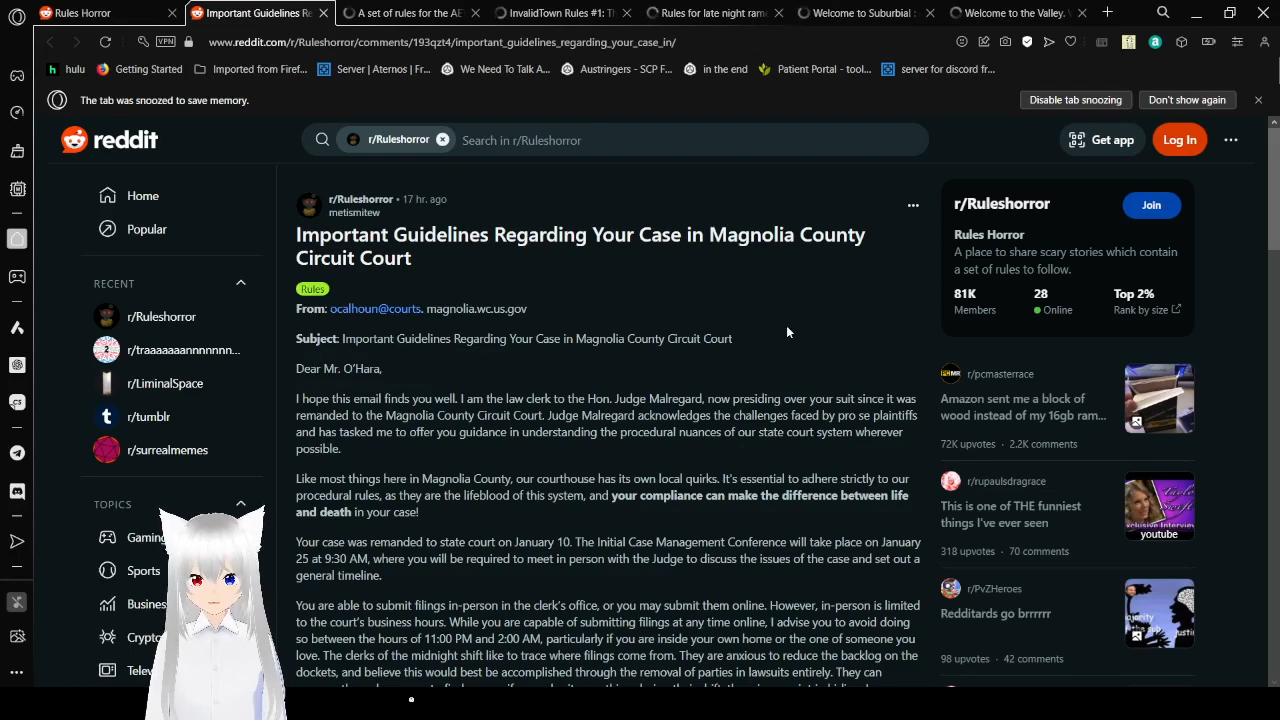 Rules Horror
Important Guidelines Re
A set of rules for the AE
InvalidTown Rules #1: Th
Rules for late night ram
Welcome to Suburbial :
Welcome to the Valley. V
VPN
www.reddit.com/r/Ruleshorror/comments/193qzt4/important_guidelines_regarding_your_case_in/
hulu
Getting Started
Imported from Firef...
Server | Aternos | Fr...
We Need To Talk A...
Austringers - SCP F...
in the end
Patient Portal - tool...
server for discord fr...
The tab was snoozed to save memory.
Disable tab snoozing
Don't show again
reddit
r/Ruleshorror
Search in r/Ruleshorror
Get app
Log In
Home
Popular
RECENT
r/Ruleshorror
r/traaaaaaannnnnnn...
r/LiminalSpace
r/tumblr
r/surrealmemes
TOPICS
Gaming
Sports
Busines
Crypto
Telev
r/Ruleshorror • 17 hr. ago
metismitew
Important Guidelines Regarding Your Case in Magnolia County
Circuit Court
Rules
From: ocalhoun@courts. magnolia.wc.us.gov
Subject: Important Guidelines Regarding Your Case in Magnolia County Circuit Court
Dear Mr. O'Hara,
I hope this email finds you well. I am the law clerk to the Hon. Judge Malregard, now presiding over your suit since it was
remanded to the Magnolia County Circuit Court. Judge Malregard acknowledges the challenges faced by pro se plaintiffs
and has tasked me to offer you guidance in understanding the procedural nuances of our state court system wherever
possible.
Like most things here in Magnolia County, our courthouse has its own local quirks. It's essential to adhere strictly to our
procedural rules, as they are the lifeblood of this system, and your compliance can make the difference between life
and death in your case!
Your case was remanded to state court on January 10. The Initial Case Management Conference will take place on January
25 at 9:30 AM, where you will be required to meet in person with the Judge to discuss the issues of the case and set out a
general timeline.
You are able to submit filings in-person in the clerk's office, or you may submit them online. However, in-person is limited
to the court's business hours. While you are capable of submitting filings at any time online, I advise you to avoid doing
so between the hours of 11:00 PM and 2:00 AM, particularly if you are inside your own home or the one of someone you
love. The clerks of the midnight shift like to trace where filings come from. They are anxious to reduce the backlog on the
dockets, and believe this would best be accomplished through the removal of parties in lawsuits entirely. They can
r/Ruleshorror
Join
Rules Horror
A place to share scary stories which contain
a set of rules to follow.
81K
28
Top 2%
Members
Online
Rank by size
r/pcmasterrace
Amazon sent me a block of
wood instead of my 16gb ram...
72K upvotes • 2.2K comments
r/rupaulsdragrace
This is one of THE funniest
things I've ever seen
318 upvotes • 70 comments
youtube
r/PvZHeroes
Redditards go brrrrrr
98 upvotes • 42 comments